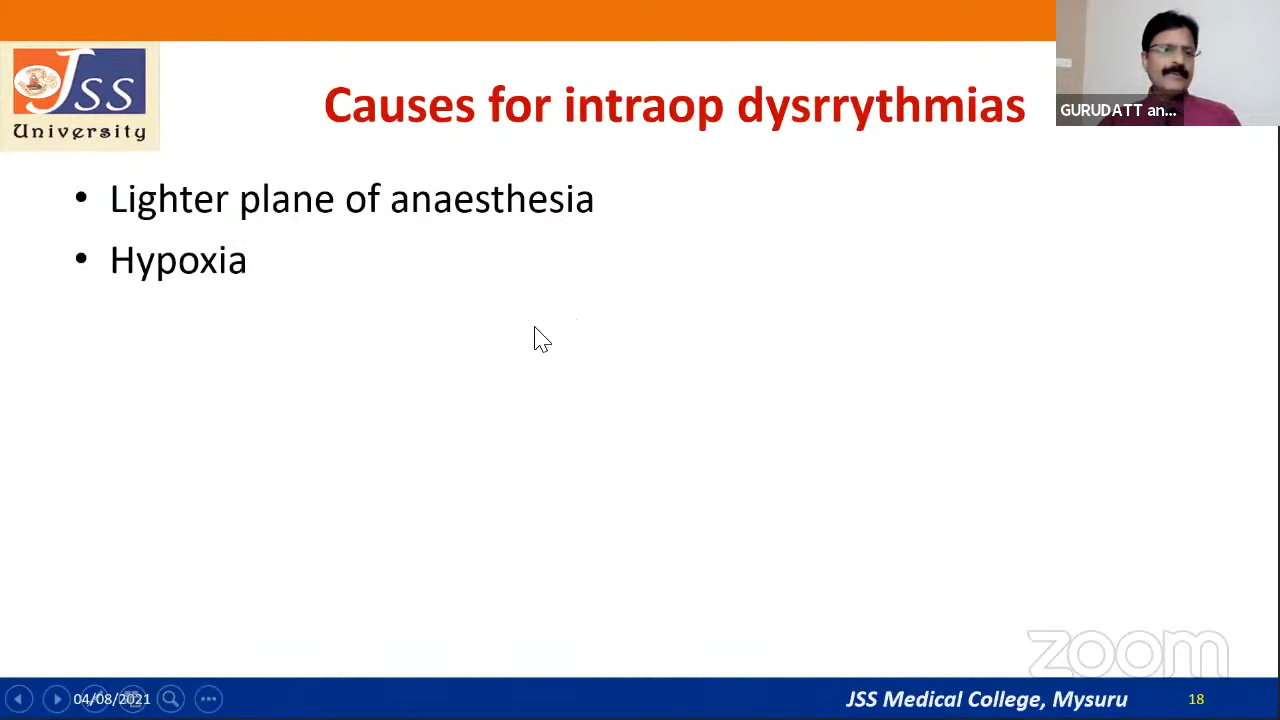 JSS
University
Causes for intraop dysrrythmias
GURUDATT an...
• Lighter plane of anaesthesia
• Hypoxia
zoom
04/08/2021
JSS Medical College, Mysuru
18